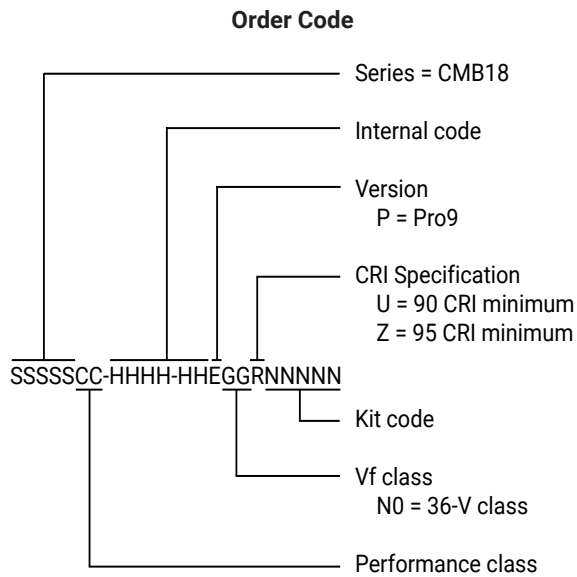 Order Code
Series = CMB18
Internal code
Version
P = Pro9
CRI Specification
U = 90 CRI minimum
Z = 95 CRI minimum
SSSSSCC-HHHH-HHEGGRNNNNN
Kit code
Vf class
N0 = 36-V class
Performance class